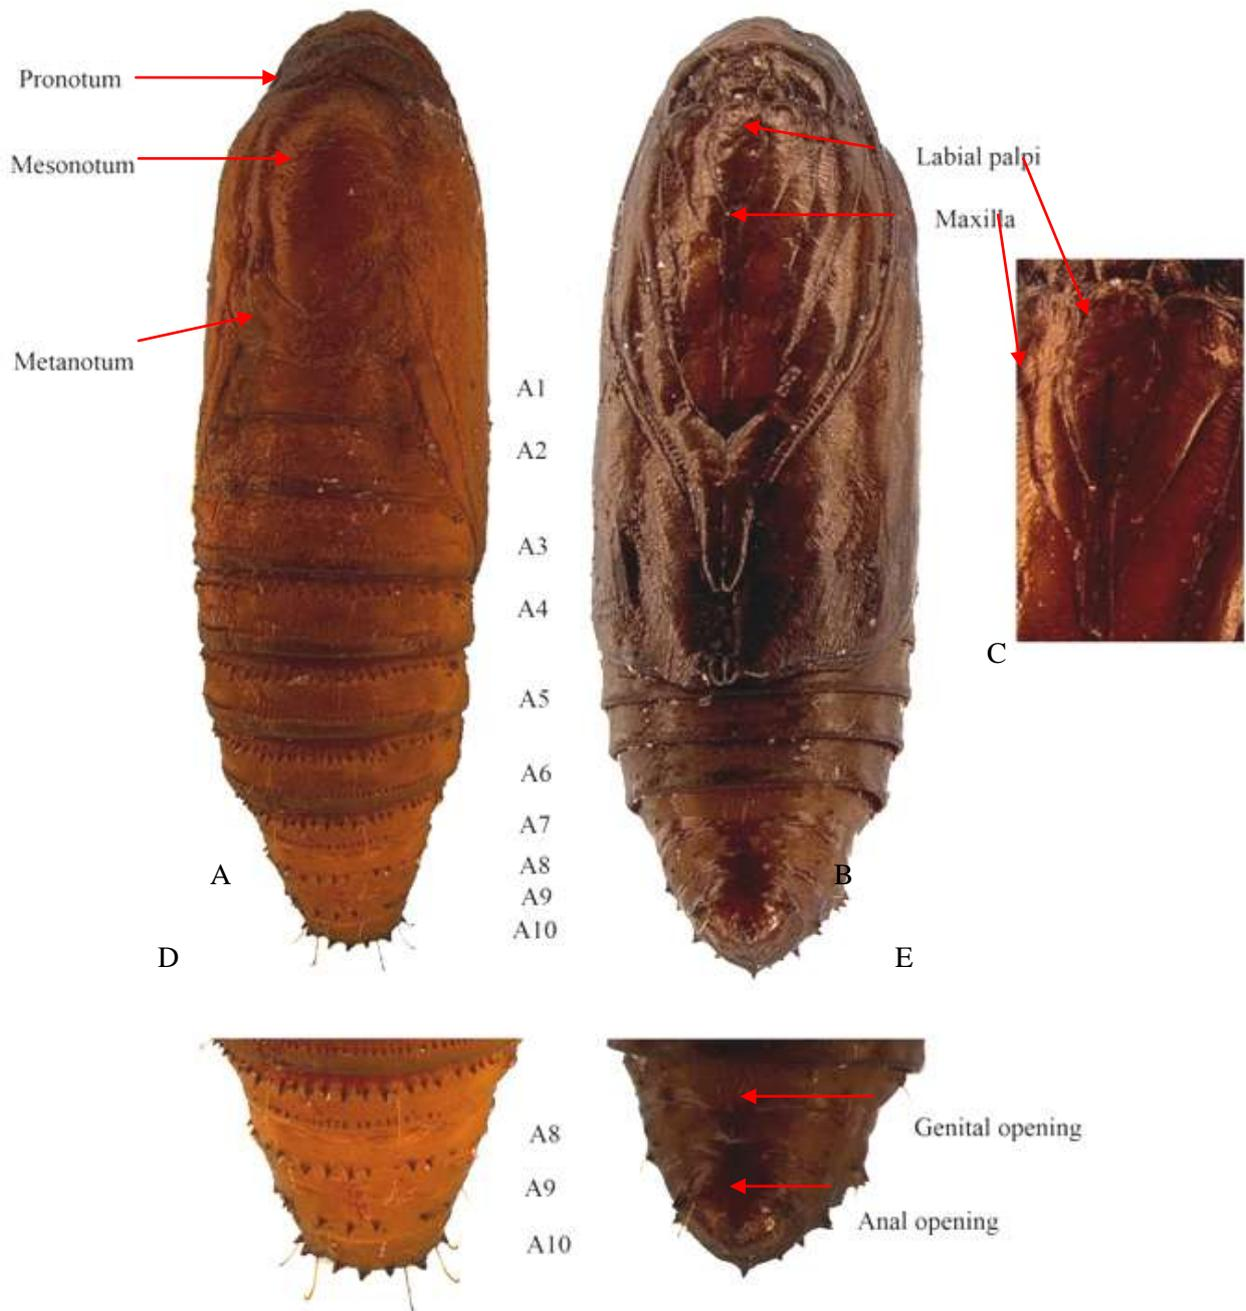 Pronotum
Mesonotum
Metanotum
Labial palpi
Maxilla
A1
A2
A3
A4
A5
A6
A7
A8
A9
A10
A
B
C
D
E
A8
A9
A10
Genital opening
Anal opening